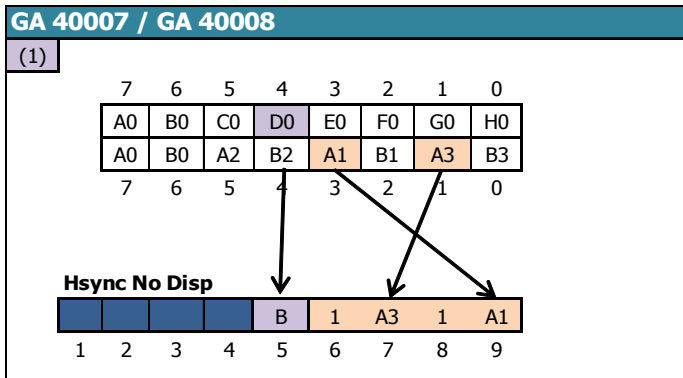 GA 40007 / GA 40008
(1)
7 6 5 4 3 2 1 0
A0 B0 C0 D0 E0 F0 G0 H0
A0 B0 A2 B2 A1 B1 A3 B3
7 6 5 4 3 2 1 0
Hsync No Disp
B 1 A3 1 A1
1 2 3 4 5 6 7 8 9